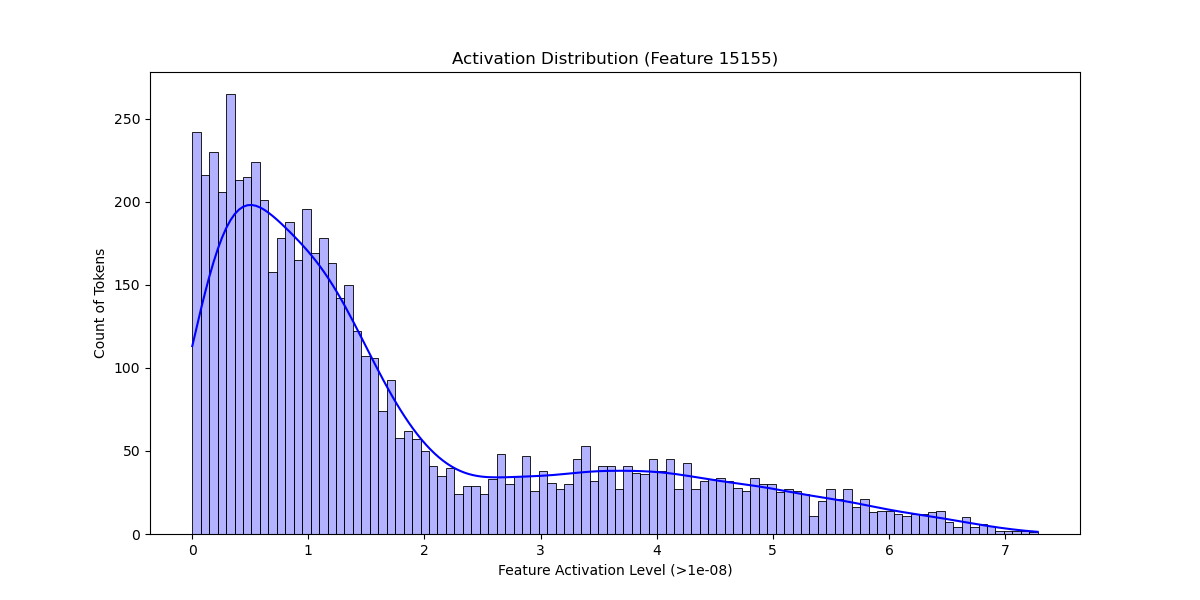 Activation Distribution (Feature 15155)
Count of Tokens
250
200
150
100
50
0
0 1 2 3 4 5 6 7
Feature Activation Level (>1e-08)